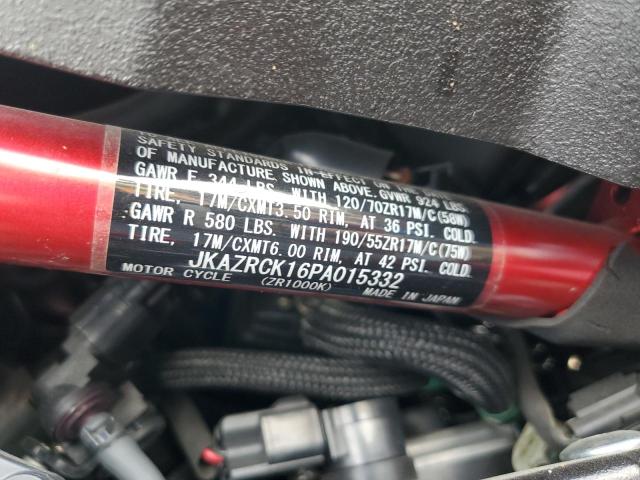 SAFETY STANDARDS IN-EFFECT ON THE
OF MANUFACTURE, SHOWN ABOVE. GVWR 924 LBS.
GAWR F 344 LBS. WITH 120/70ZR17M/C(58W)
TIRE, 17M/CXMT3.50 RIM, AT 36 PSI. COLD.
GAWR R 580 LBS. WITH 190/55ZR17M/C(75W)
TIRE, 17M/CXMT6.00 RIM, AT 42 PSI. COLD.
JKAZRCK16PA015332
MOTOR CYCLE (ZR1000K) MADE IN JAPAN